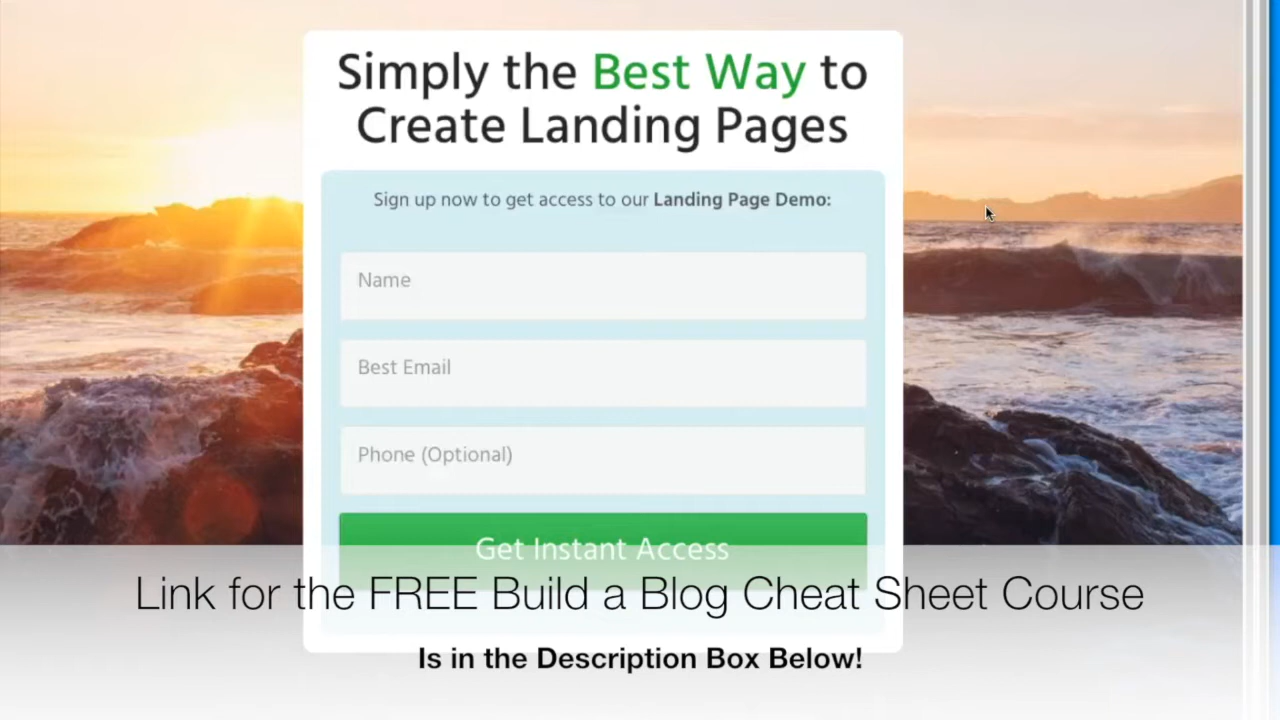 Simply the Best Way to
Create Landing Pages
Sign up now to get access to our Landing Page Demo:
Name
Best Email
Phone (Optional)
Get Instant Access
Link for the FREE Build a Blog Cheat Sheet Course
Is in the Description Box Below!